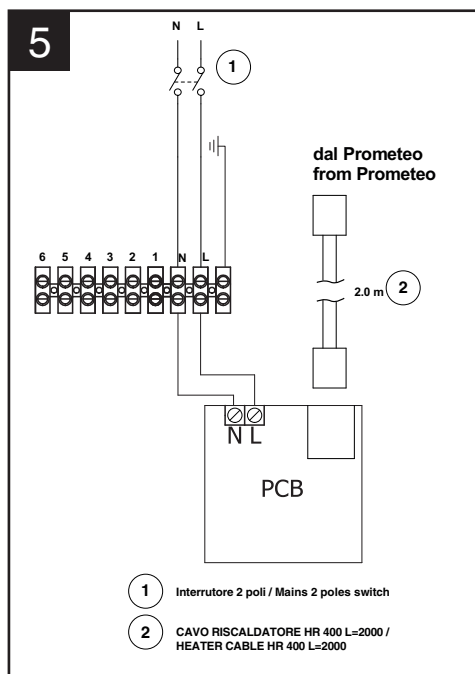 5
N L
1
dal Prometeo
from Prometeo
6 5 4 3 2 1 N L
2.0 m 2
N L
PCB
1 Interrutore 2 poli / Mains 2 poles switch
2 CAVO RISCALDATORE HR 400 L=2000 /
HEATER CABLE HR 400 L=2000